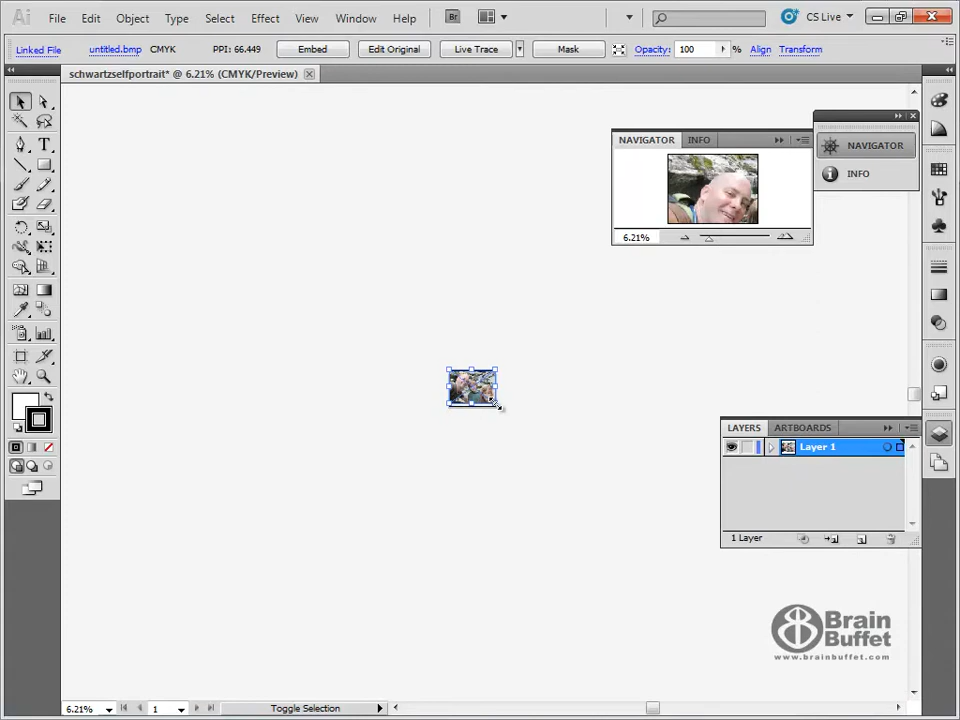 Ai File Edit Object Type Select Effect View Window Help Br CS Live
Linked File untitled.bmp CMYK PPI: 66.449 Embed Edit Original Live Trace Mask Opacity: 100 % Align Transform
schwartzselfportrait* @ 6.21% (CMYK/Preview)
NAVIGATOR INFO
NAVIGATOR
INFO
6.21%
LAYERS ARTBOARDS
Layer 1
1 Layer
Brain
Buffet
www.brainbuffet.com
6.21% 1 Toggle Selection